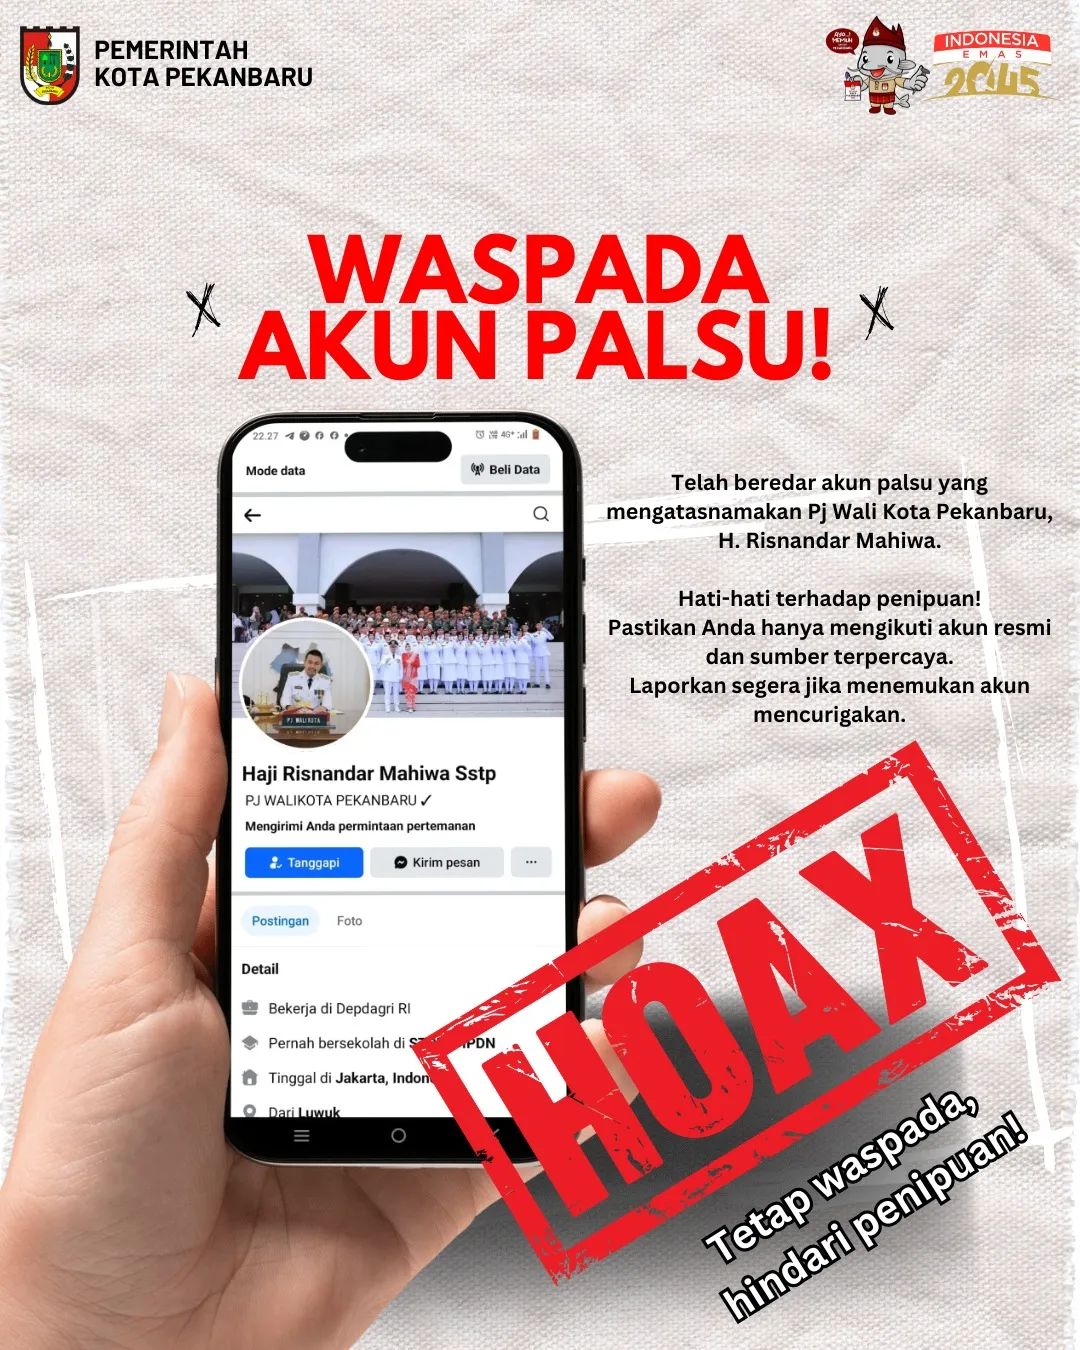 PEMERINTAH
KOTA PEKANBARU
INDONESIA
EMAS
2045
WASPADA
AKUN PALSU!
22.27
4G+
Mode data
Beli Data
PJ WALI KOTA
Haji Risnandar Mahiwa Sstp
PJ WALIKOTA PEKANBARU ✓
Mengirimi Anda permintaan pertemanan
Tanggapi
Kirim pesan
...
Postingan
Foto
Detail
Bekerja di Depdagri RI
Pernah bersekolah di
Tinggal di Jakarta, Indon
Dari Luwuk
Telah beredar akun palsu yang
mengatasnamakan Pj Wali Kota Pekanbaru,
H. Risnandar Mahiwa.
Hati-hati terhadap penipuan!
Pastikan Anda hanya mengikuti akun resmi
dan sumber terpercaya.
Laporkan segera jika menemukan akun
mencurigakan.
HOAX
Tetap waspada,
hindari penipuan!